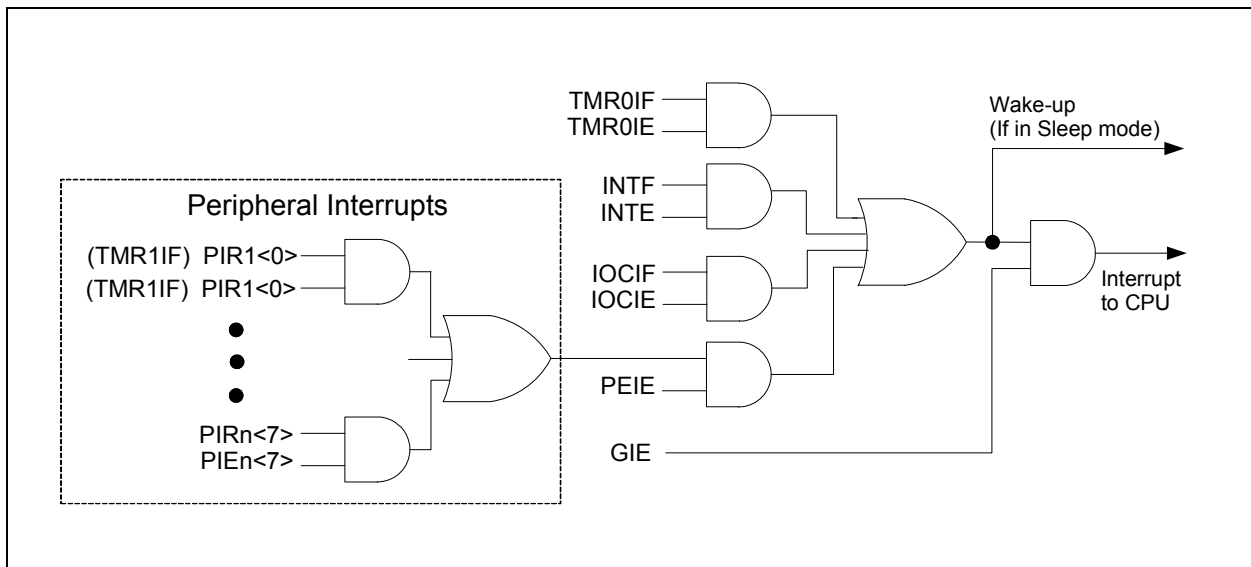 TMR0IF
TMR0IE
Wake-up
(If in Sleep mode)
INTF
INTE
Peripheral Interrupts
(TMR1IF) PIR1<0>
(TMR1IF) PIR1<0>
IOCIF
IOCIE
Interrupt
to CPU
PEIE
PIRn<7>
PIEn<7>
GIE